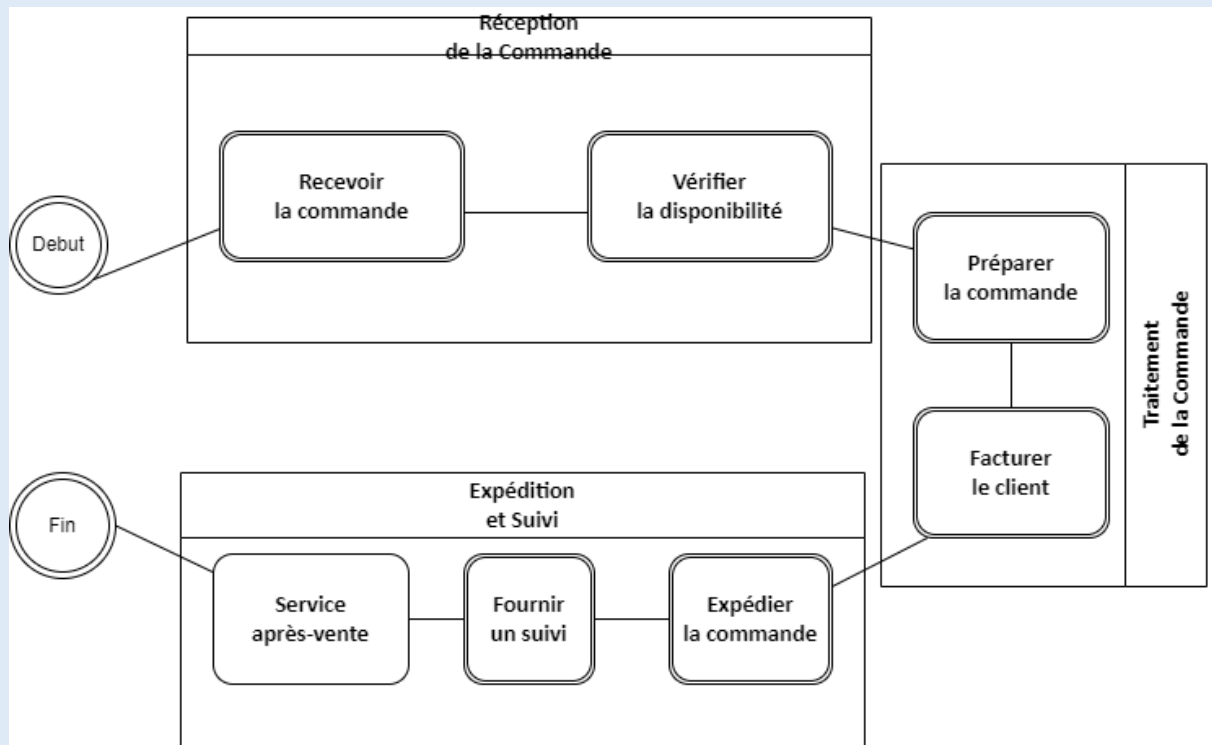 Réception
de la Commande
Recevoir
la commande
Vérifier
la disponibilité
Debut
Préparer
la commande
Traitement
de la Commande
Facturer
le client
Expédition
et Suivi
Fin
Service
après-vente
Fournir
un suivi
Expédier
la commande